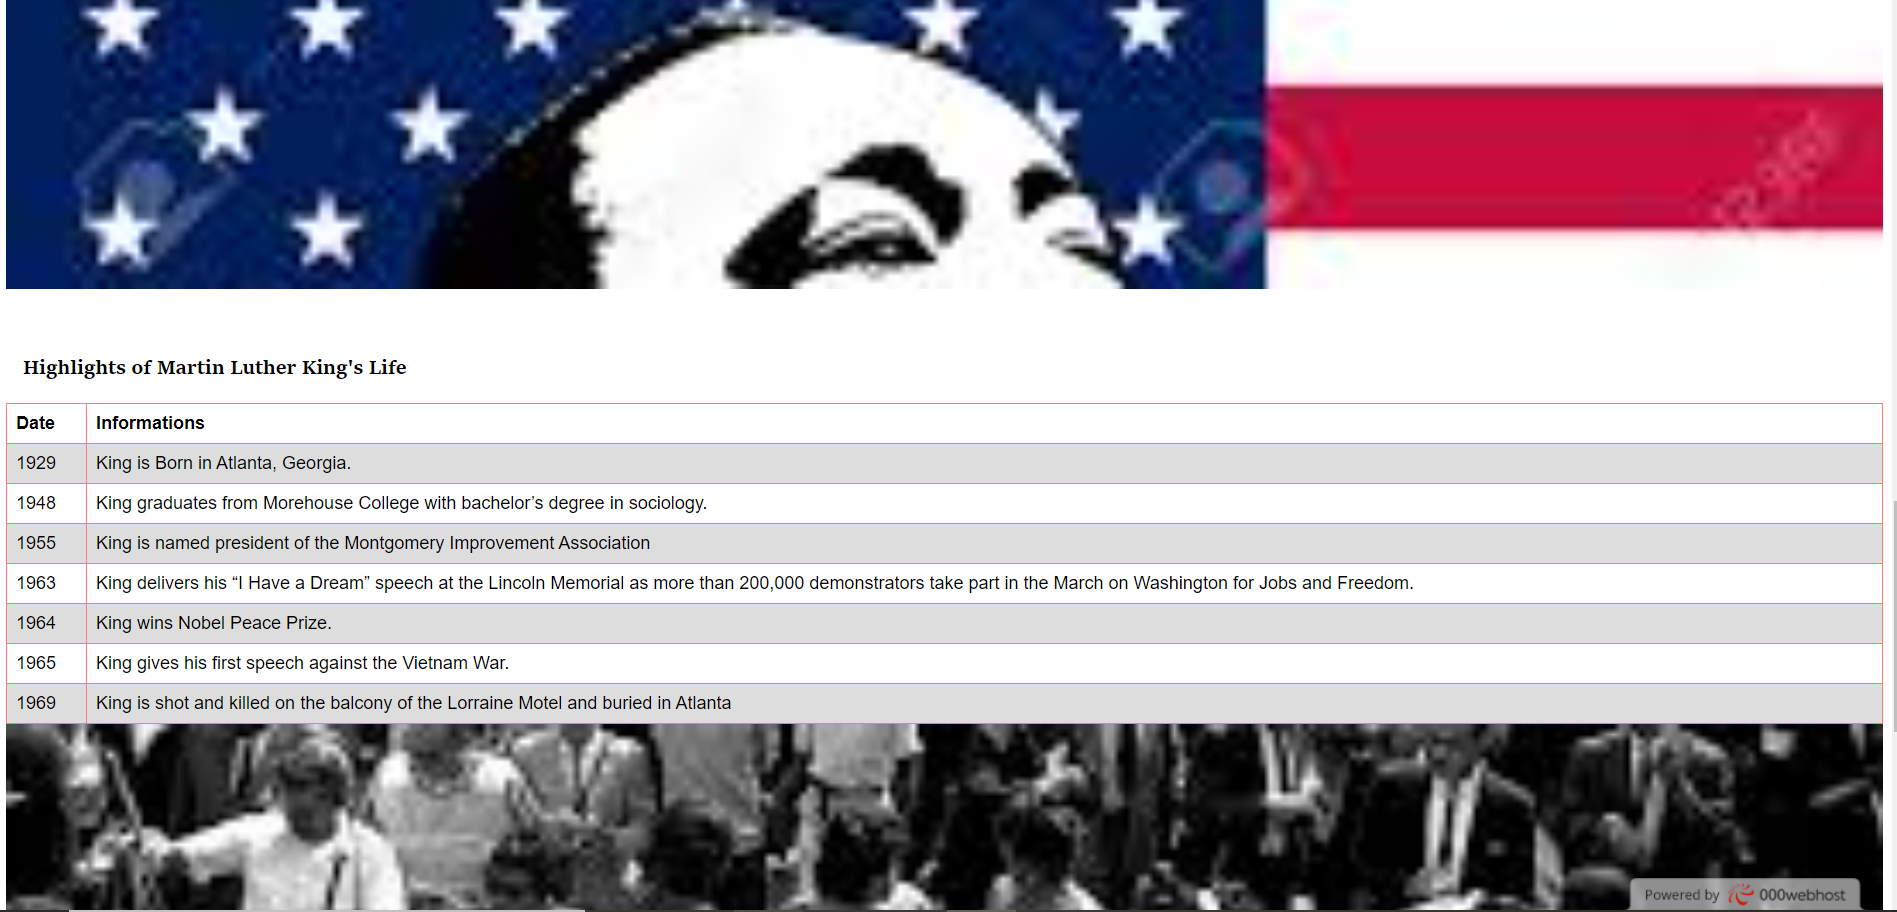 123RF
Highlights of Martin Luther King's Life
Date Informations
1929 King is Born in Atlanta, Georgia.
1948 King graduates from Morehouse College with bachelor’s degree in sociology.
1955 King is named president of the Montgomery Improvement Association
1963 King delivers his “I Have a Dream” speech at the Lincoln Memorial as more than 200,000 demonstrators take part in the March on Washington for Jobs and Freedom.
1964 King wins Nobel Peace Prize.
1965 King gives his first speech against the Vietnam War.
1969 King is shot and killed on the balcony of the Lorraine Motel and buried in Atlanta
Powered by 000webhost